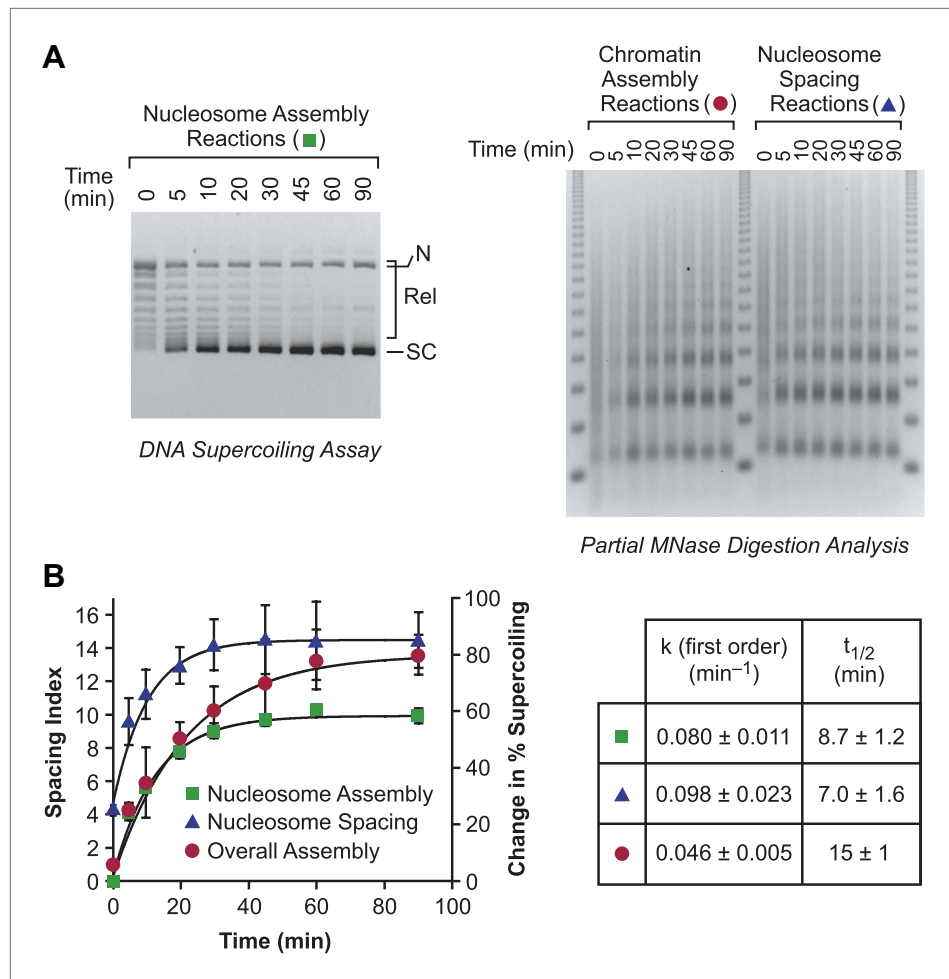 A
Nucleosome Assembly
Reactions (■)
Time
(min)
0 5 10 20 30 45 60 90
N
Rel
SC
DNA Supercoiling Assay
Chromatin
Assembly
Reactions (●)
Nucleosome
Spacing
Reactions (▲)
Time (min)
0 5 10 20 30 45 60 90
0 5 10 20 30 45 60 90
Partial MNase Digestion Analysis
B
Spacing Index
16
14
12
10
8
6
4
2
0
Change in % Supercoiling
100
80
60
40
20
0
Nucleosome Assembly
Nucleosome Spacing
Overall Assembly
0 20 40 60 80 100
Time (min)
k (first order)
(min⁻¹)
t1/2
(min)
■ 0.080 ± 0.011 8.7 ± 1.2
▲ 0.098 ± 0.023 7.0 ± 1.6
● 0.046 ± 0.005 15 ± 1